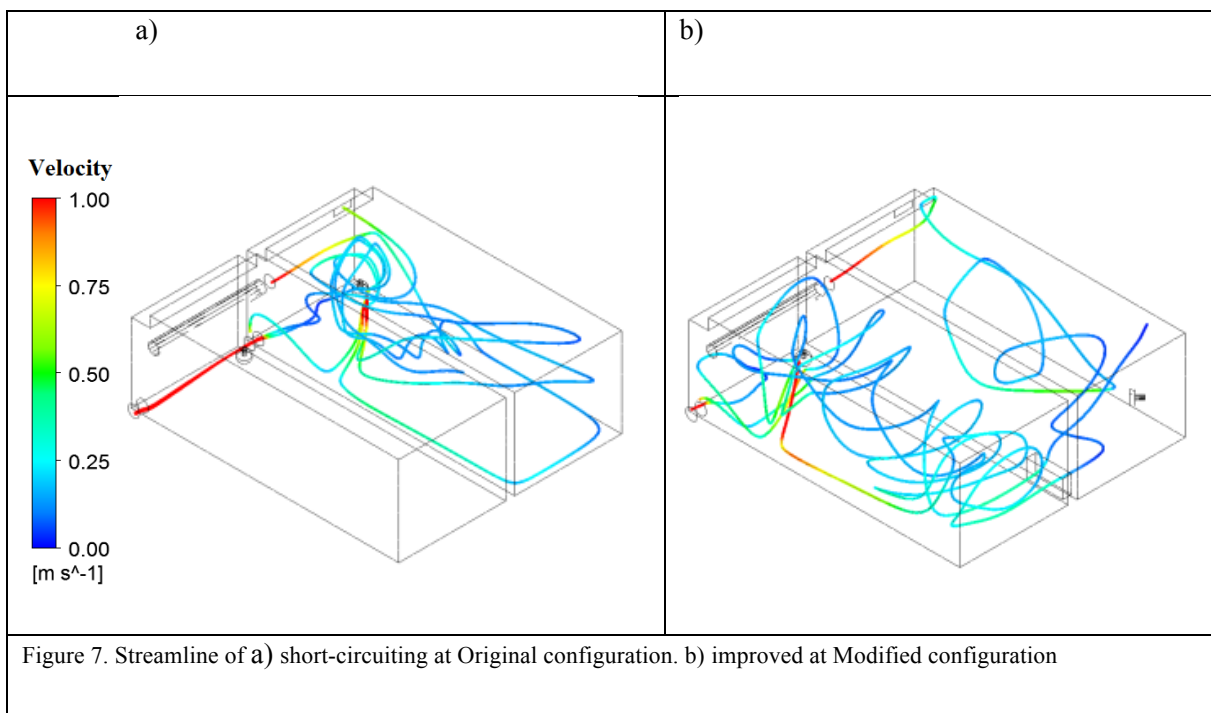 a)
b)
Velocity
1.00
0.75
0.50
0.25
0.00
[m s^-1]
Figure 7. Streamline of a) short-circuiting at Original configuration. b) improved at Modified configuration